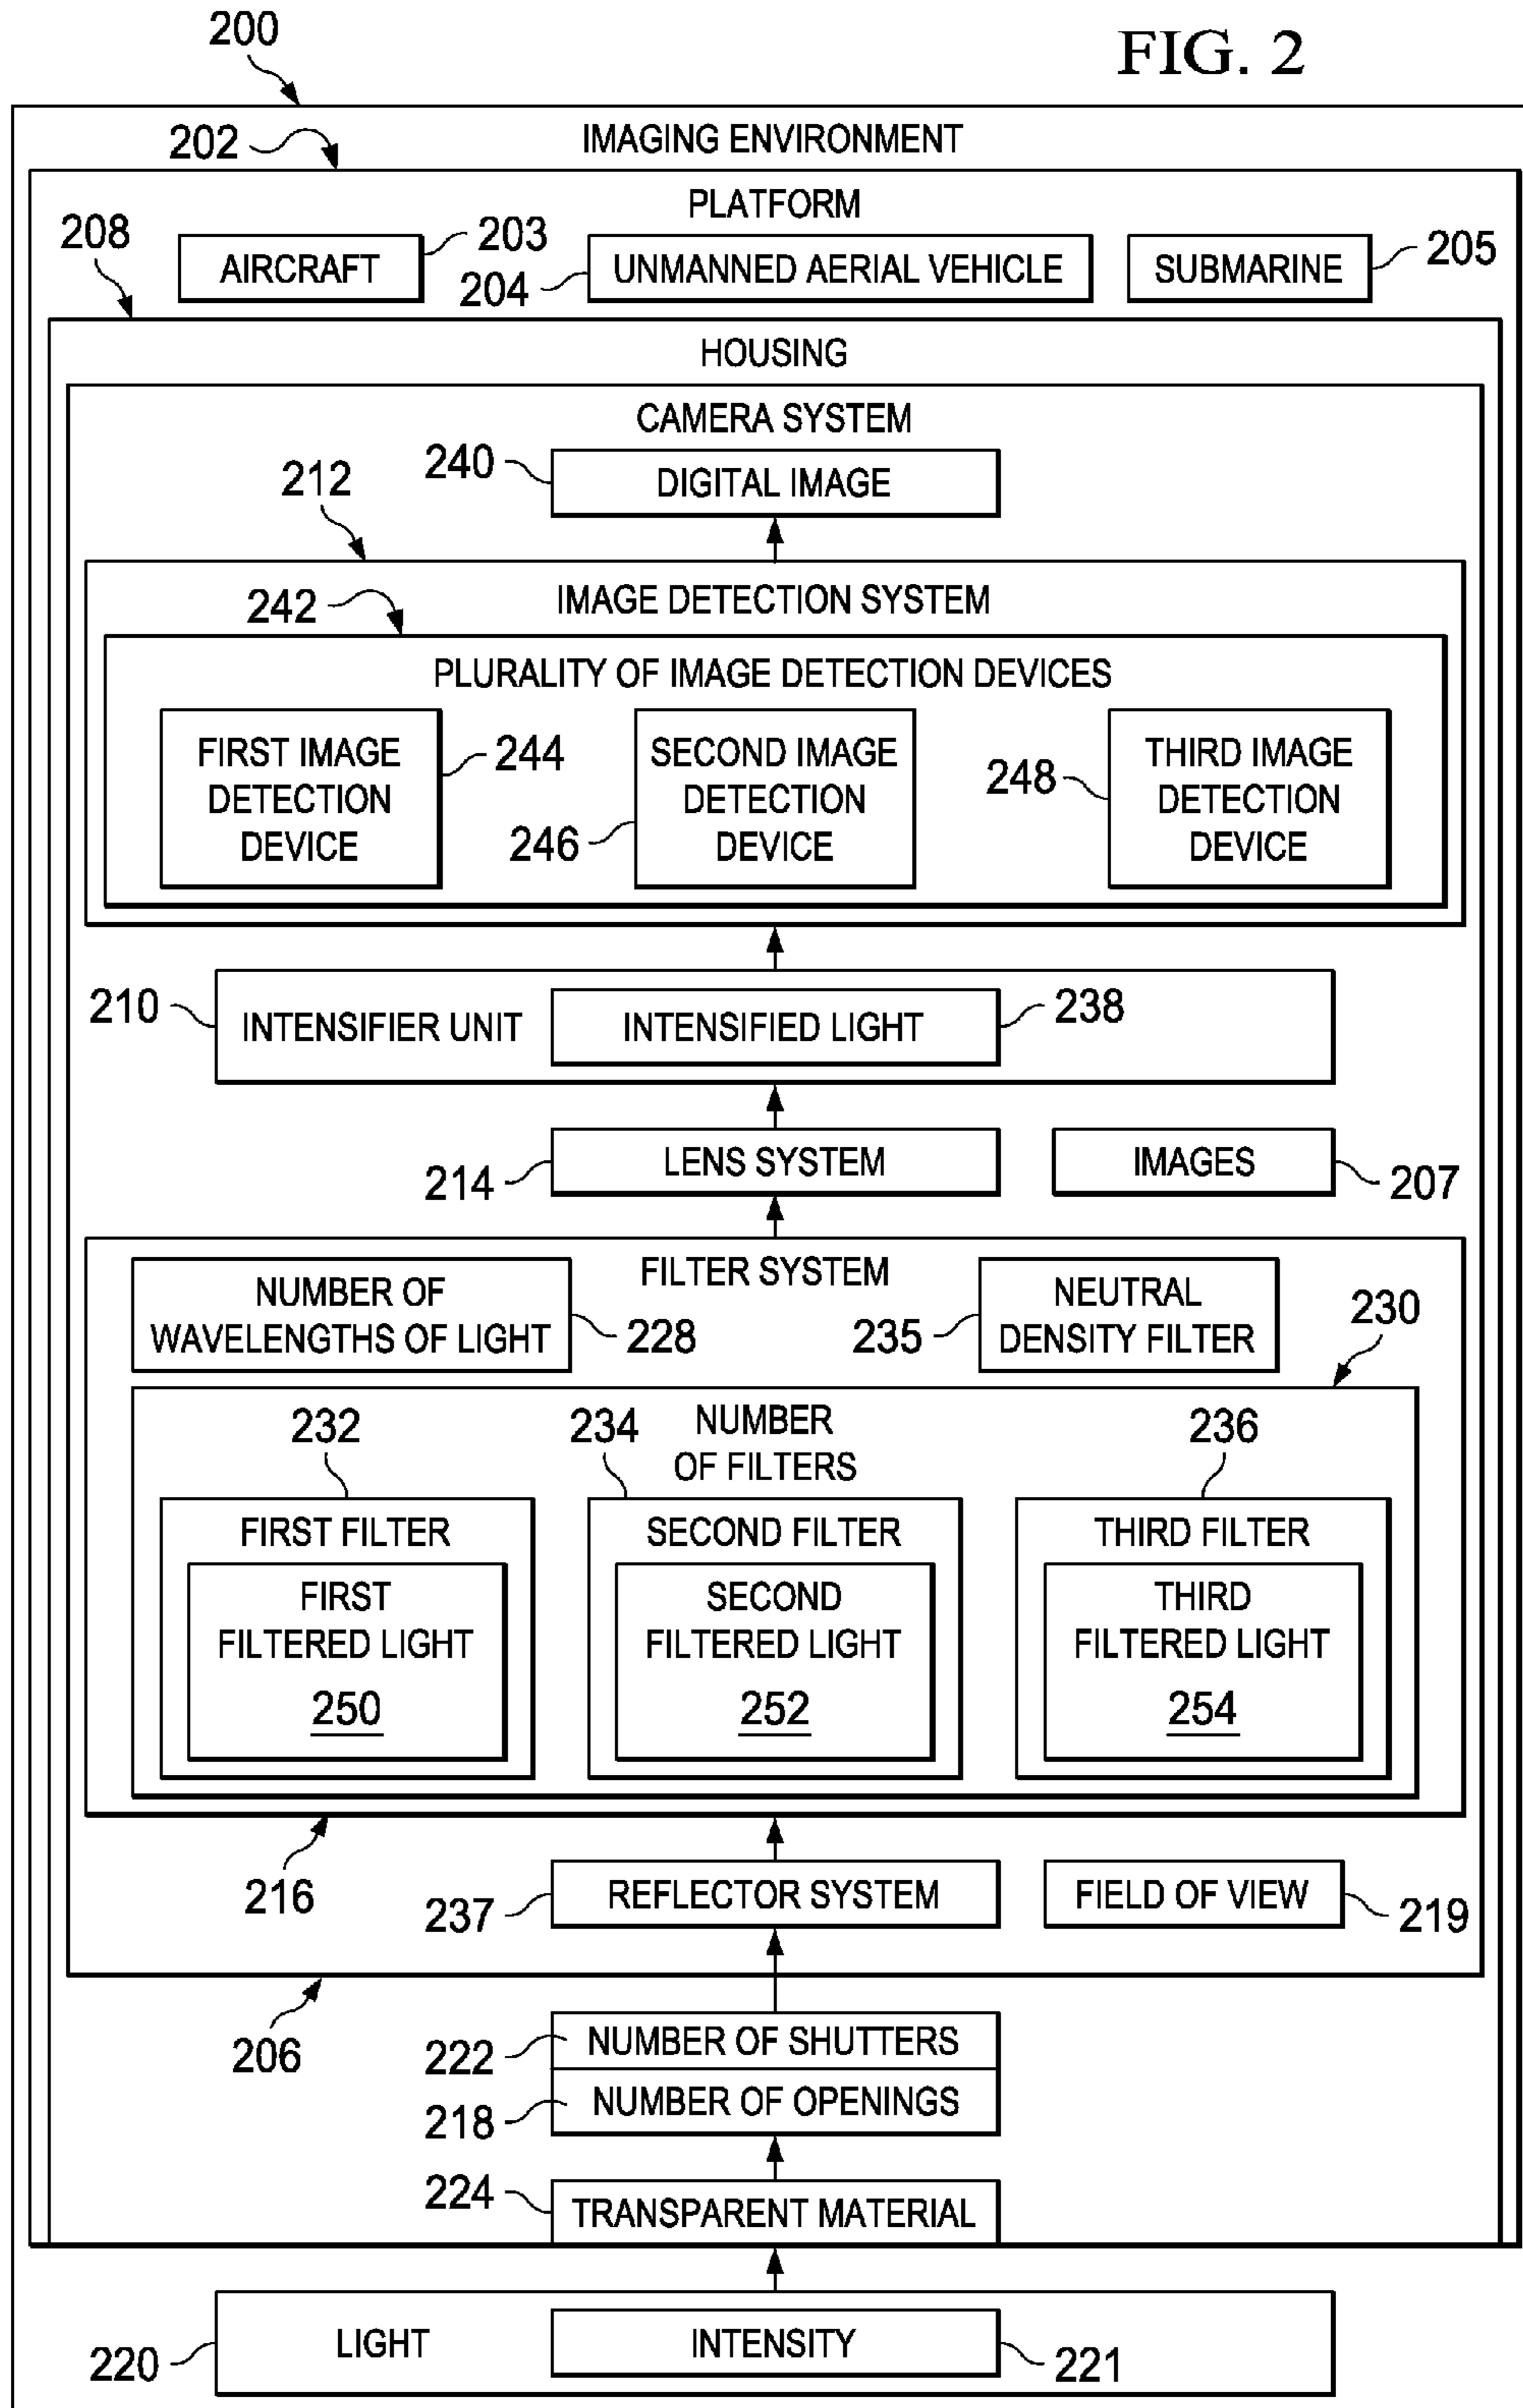 200
FIG. 2
202
IMAGING ENVIRONMENT
PLATFORM
208
AIRCRAFT
203
204
UNMANNED AERIAL VEHICLE
SUBMARINE
205
HOUSING
CAMERA SYSTEM
240
DIGITAL IMAGE
212
IMAGE DETECTION SYSTEM
242
PLURALITY OF IMAGE DETECTION DEVICES
FIRST IMAGE
DETECTION
DEVICE
244
SECOND IMAGE
DETECTION
DEVICE
246
THIRD IMAGE
DETECTION
DEVICE
248
210
INTENSIFIER UNIT
INTENSIFIED LIGHT
238
214
LENS SYSTEM
IMAGES
207
FILTER SYSTEM
NUMBER OF
WAVELENGTHS OF LIGHT
228
235
NEUTRAL
DENSITY FILTER
230
NUMBER
OF FILTERS
232
234
236
FIRST FILTER
FIRST
FILTERED LIGHT
250
SECOND FILTER
SECOND
FILTERED LIGHT
252
THIRD FILTER
THIRD
FILTERED LIGHT
254
216
237
REFLECTOR SYSTEM
FIELD OF VIEW
219
206
222
NUMBER OF SHUTTERS
218
NUMBER OF OPENINGS
224
TRANSPARENT MATERIAL
220
LIGHT
INTENSITY
221